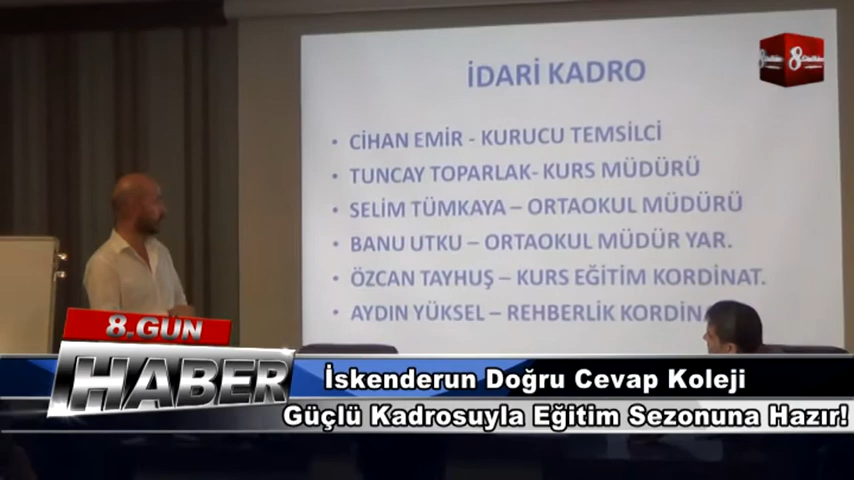 İDARİ KADRO
• CİHAN EMİR - KURUCU TEMSİLCİ
• TUNCAY TOPARLAK- KURS MÜDÜRÜ
• SELİM TÜMKAYA – ORTAOKUL MÜDÜRÜ
• BANU UTKU – ORTAOKUL MÜDÜR YAR.
• ÖZCAN TAYHUŞ – KURS EĞİTİM KORDİNAT.
• AYDIN YÜKSEL – REHBERLİK
8.GÜN
HABER
İskenderun Doğru Cevap Koleji
Güçlü Kadrosuyla Eğitim Sezonuna Hazır!